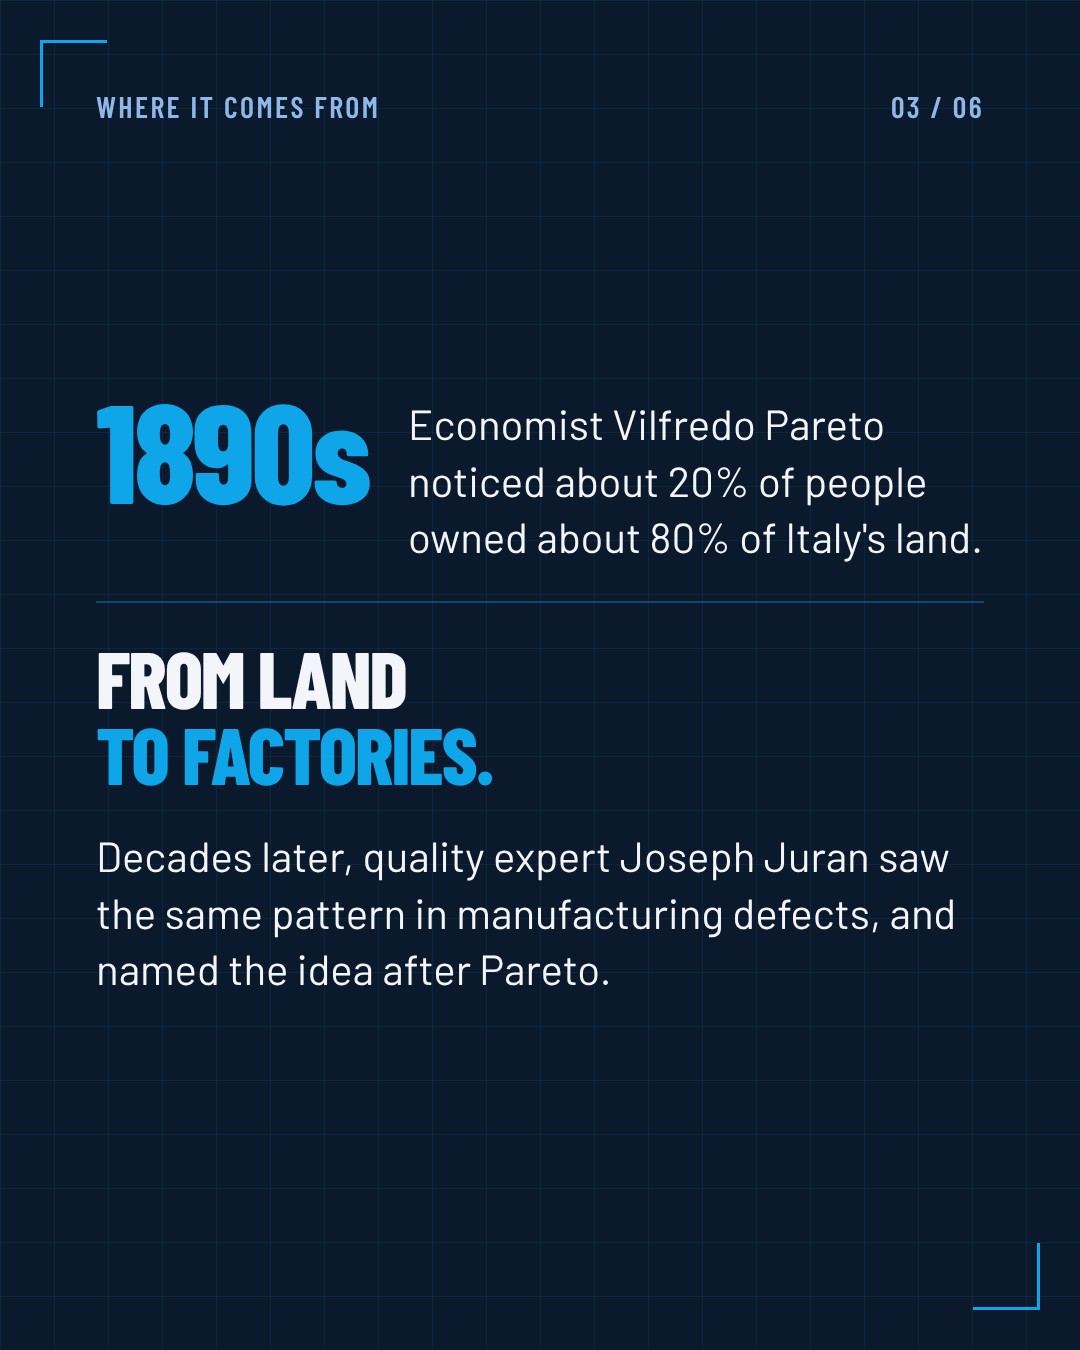 WHERE IT COMES FROM
03 / 06
1890s
Economist Vilfredo Pareto
noticed about 20% of people
owned about 80% of Italy's land.
FROM LAND
TO FACTORIES.
Decades later, quality expert Joseph Juran saw
the same pattern in manufacturing defects, and
named the idea after Pareto.